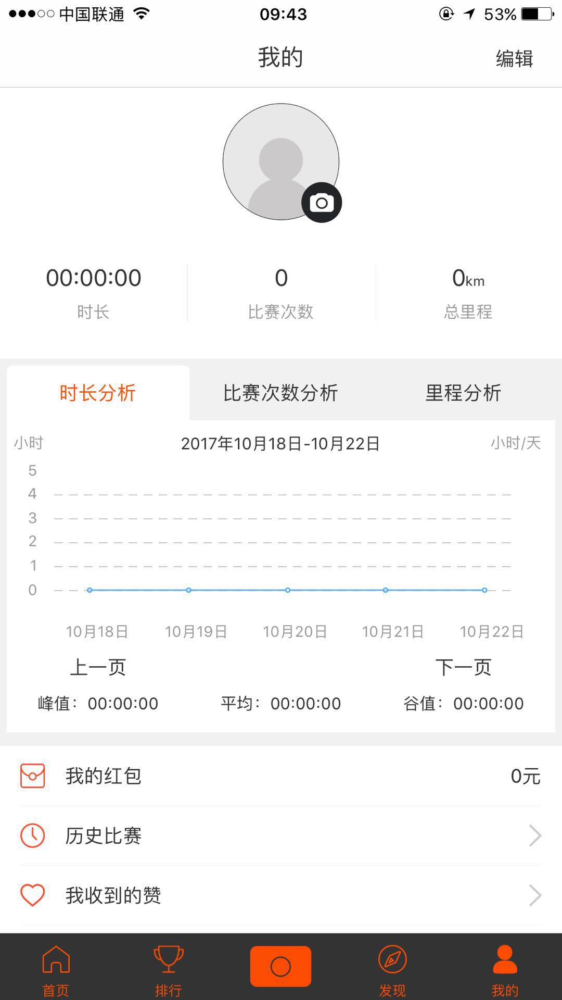 中国联通
09:43
53%
我的
编辑
00:00:00
0
0km
时长
比赛次数
总里程
时长分析
比赛次数分析
里程分析
小时
2017年10月18日-10月22日
小时/天
5
4
3
2
1
0
10月18日
10月19日
10月20日
10月21日
10月22日
上一页
下一页
峰值：00:00:00
平均：00:00:00
谷值：00:00:00
我的红包
0元
历史比赛
我收到的赞
首页
排行
发现
我的